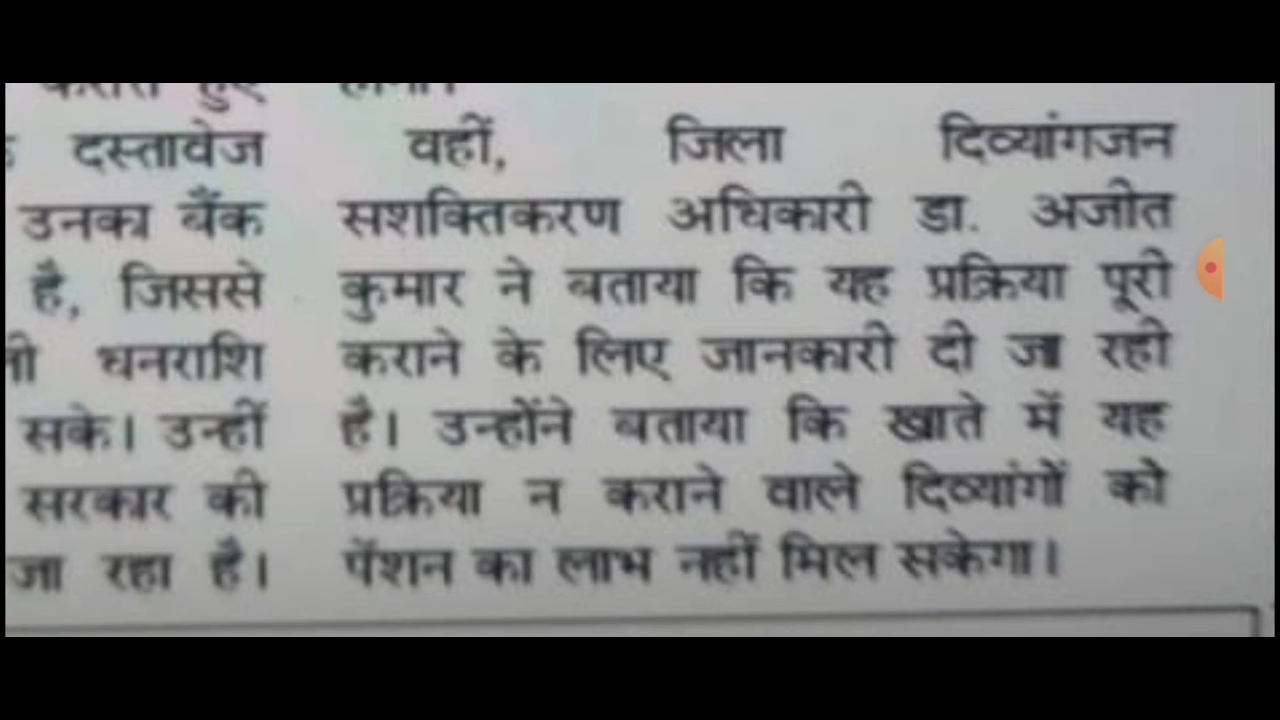 दस्तावेज
उनका बैंक
है, जिससे
धनराशि
सके। उन्हीं
सरकार की
जा रहा है।
वहीं, जिला दिव्यांगजन
सशक्तिकरण अधिकारी डा. अजीत
कुमार ने बताया कि यह प्रक्रिया पूरी
कराने के लिए जानकारी दी जा रही
है। उन्होंने बताया कि खाते में यह
प्रक्रिया न कराने वाले दिव्यांगों को
पेंशन का लाभ नहीं मिल सकेगा।